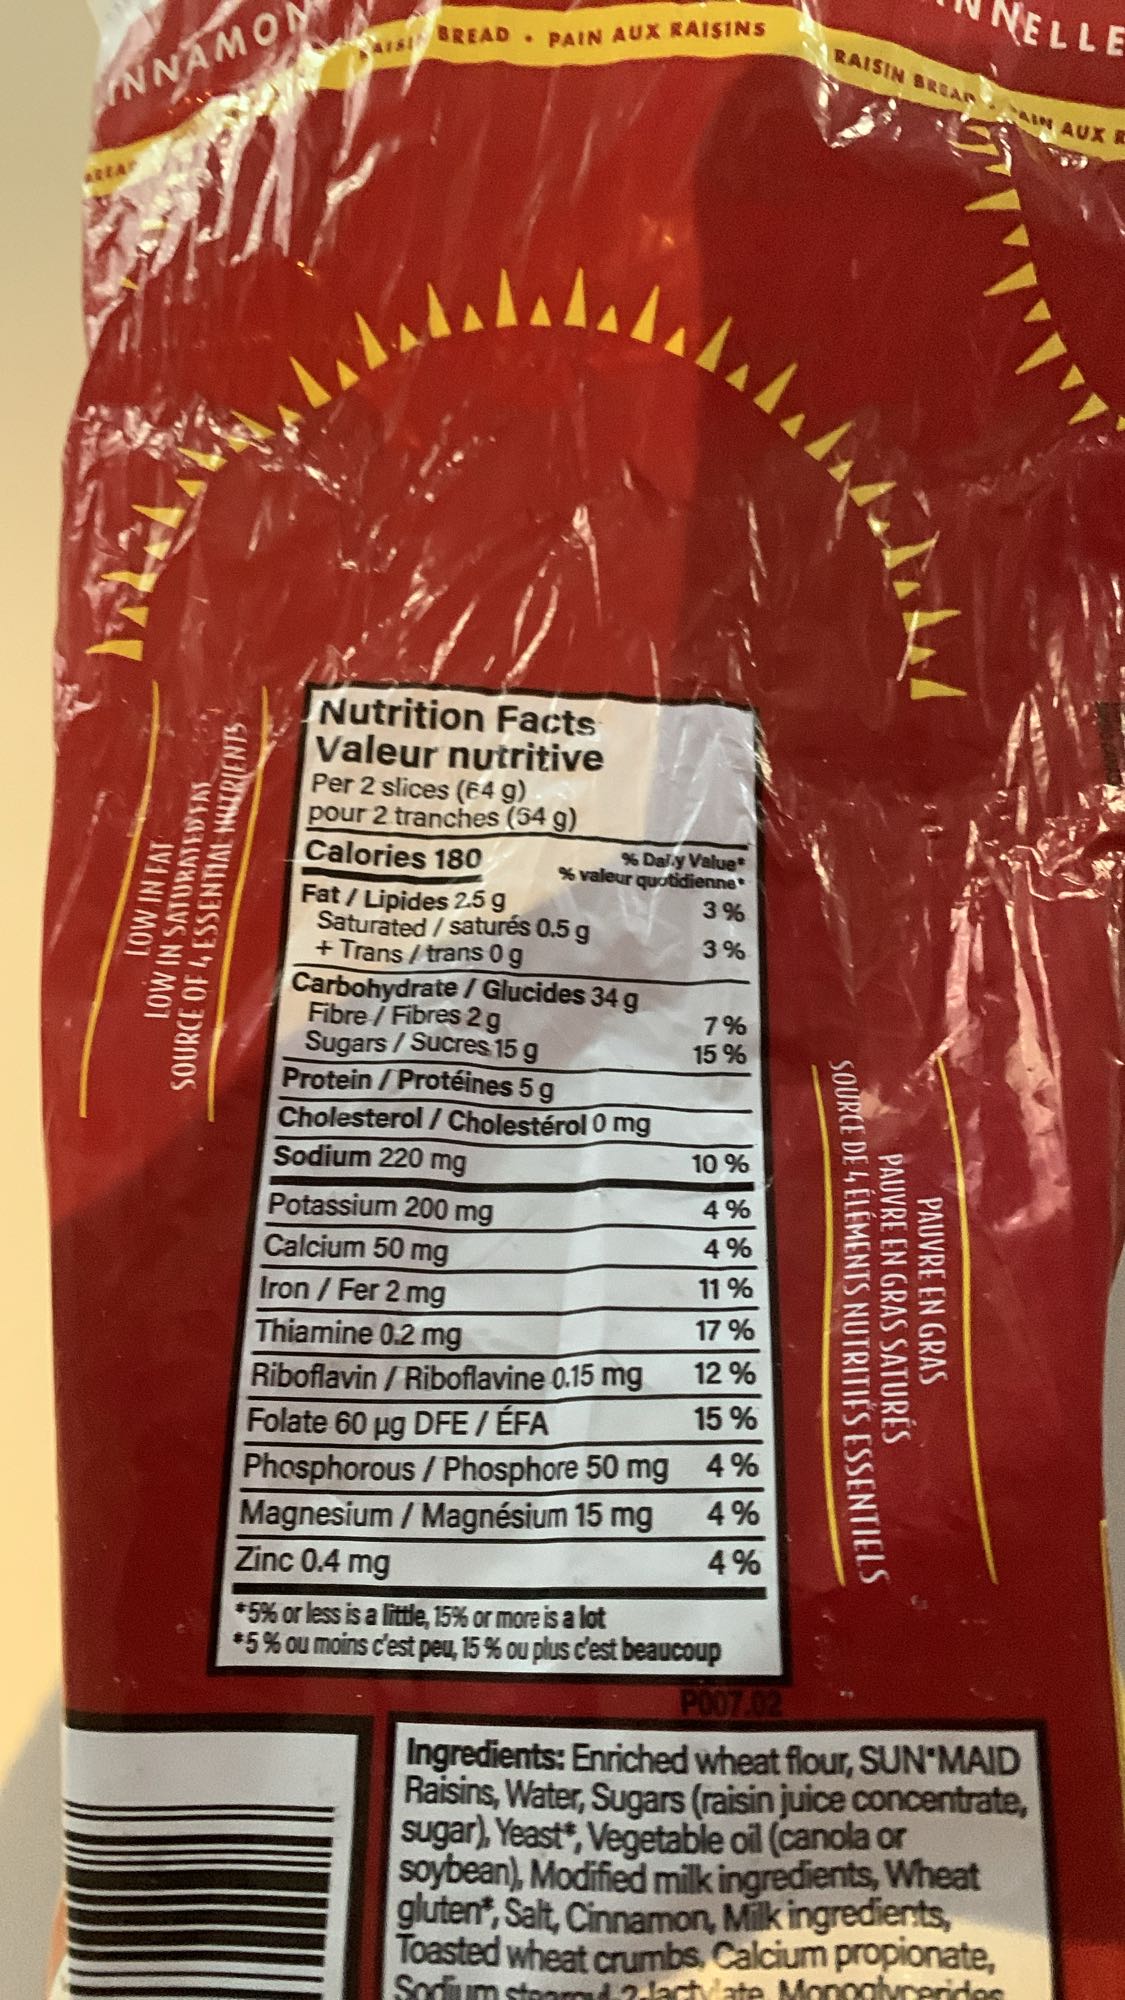 BREAD • PAIN AUX RAISINS
RAISIN BREAD • PAIN AUX
LOW IN FAT
LOW IN SATURATED FAT
SOURCE OF 4 ESSENTIAL NUTRIENTS
Nutrition Facts
Valeur nutritive
Per 2 slices (64 g)
pour 2 tranches (64 g)
Calories 180
% Daily Value*
% valeur quotidienne*
Fat / Lipides 2.5 g 3 %
Saturated / saturés 0.5 g
+ Trans / trans 0 g 3 %
Carbohydrate / Glucides 34 g
Fibre / Fibres 2 g 7 %
Sugars / Sucres 15 g 15 %
Protein / Protéines 5 g
Cholesterol / Cholestérol 0 mg
Sodium 220 mg 10 %
Potassium 200 mg 4 %
Calcium 50 mg 4 %
Iron / Fer 2 mg 11 %
Thiamine 0.2 mg 17 %
Riboflavin / Riboflavine 0.15 mg 12 %
Folate 60 µg DFE / ÉFA 15 %
Phosphorous / Phosphore 50 mg 4 %
Magnesium / Magnésium 15 mg 4 %
Zinc 0.4 mg 4 %
*5% or less is a little, 15% or more is a lot
*5 % ou moins c'est peu, 15 % ou plus c'est beaucoup
PAUVRE EN GRAS
PAUVRE EN GRAS SATURÉS
SOURCE DE 4 ÉLÉMENTS NUTRITIFS ESSENTIELS
P007.02
Ingredients: Enriched wheat flour, SUN•MAID
Raisins, Water, Sugars (raisin juice concentrate,
sugar), Yeast*, Vegetable oil (canola or
soybean), Modified milk ingredients, Wheat
gluten*, Salt, Cinnamon, Milk ingredients,
Toasted wheat crumbs, Calcium propionate,
Sodium stearoyl-2-lactylate, Monoglycerides